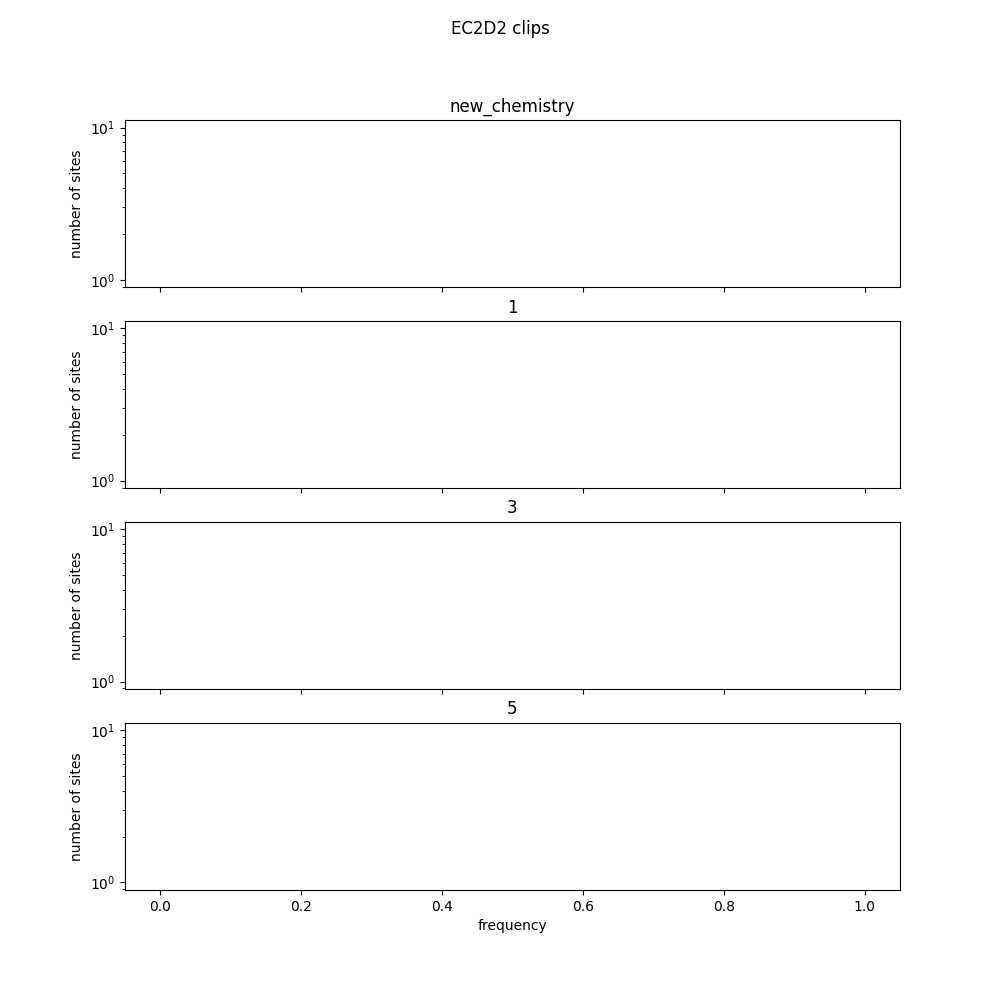 EC2D2 clips
new_chemistry
10¹
number of sites
10⁰
1
10¹
number of sites
10⁰
3
10¹
number of sites
10⁰
5
10¹
number of sites
10⁰
0.0 0.2 0.4 0.6 0.8 1.0
frequency